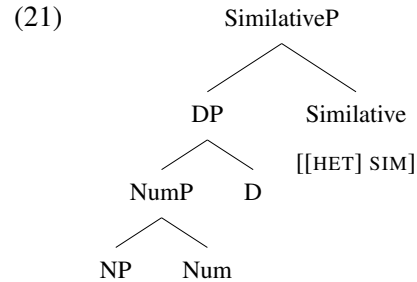 (21) SimilativeP
DP Similative
[[HET] SIM]
NumP D
NP Num